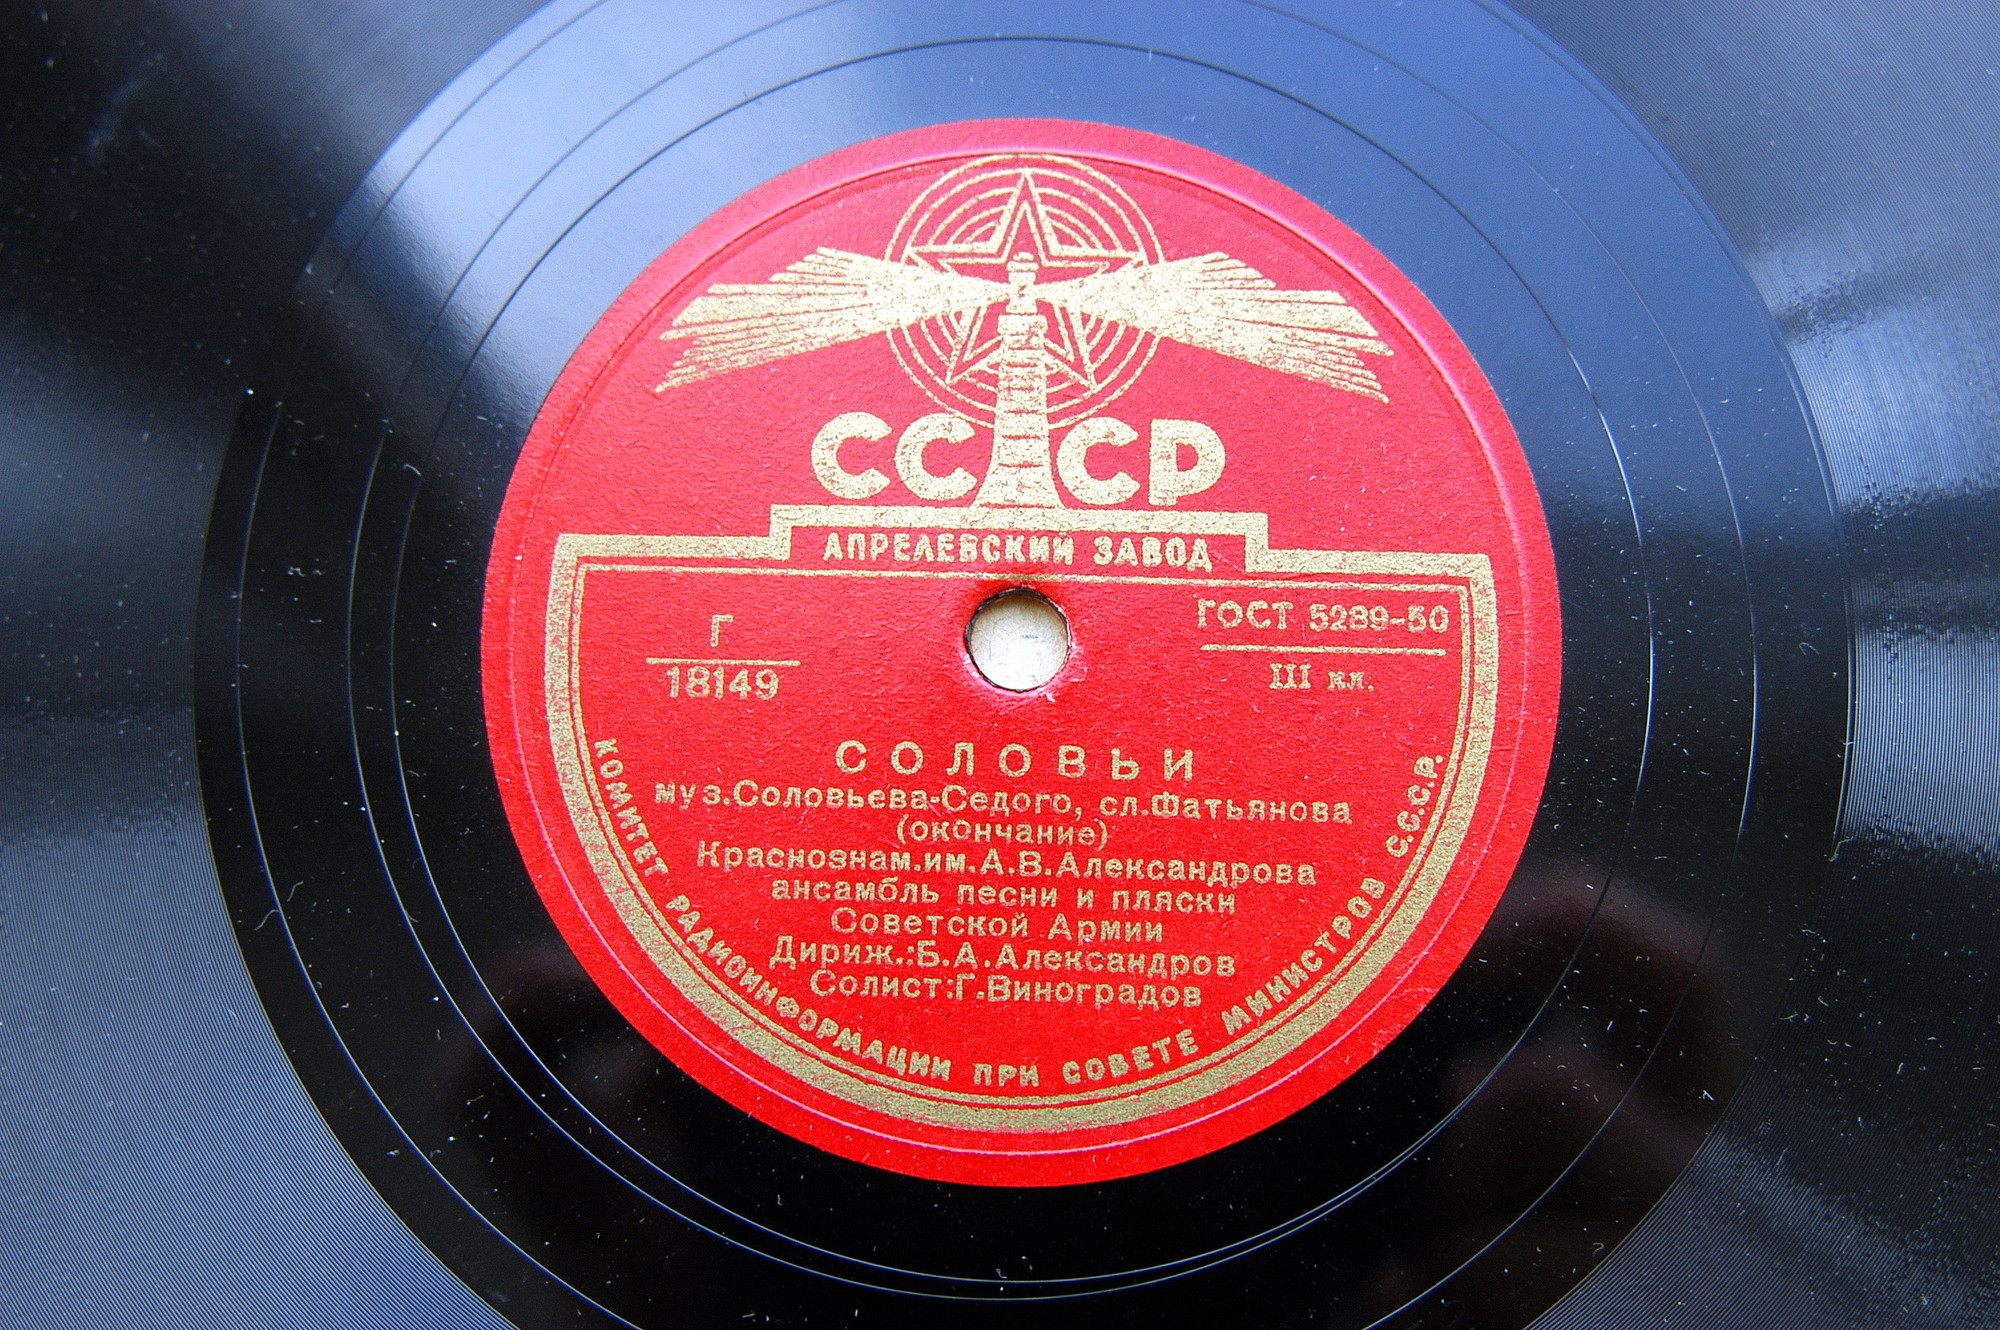 СССР
АПРЕЛЕВСКИЙ ЗАВОД
Г
18149
ГОСТ 5289-50
III кл.
СОЛОВЬИ
муз.Соловьева-Седого, сл.Фатьянова
(окончание)
Краснознам.им.А.В.Александрова
ансамбль песни и пляски
Советской Армии
Дириж.:Б.А.Александров
Солист:Г.Виноградов
КОМИТЕТ РАДИОИНФОРМАЦИИ ПРИ СОВЕТЕ МИНИСТРОВ С.С.С.Р.